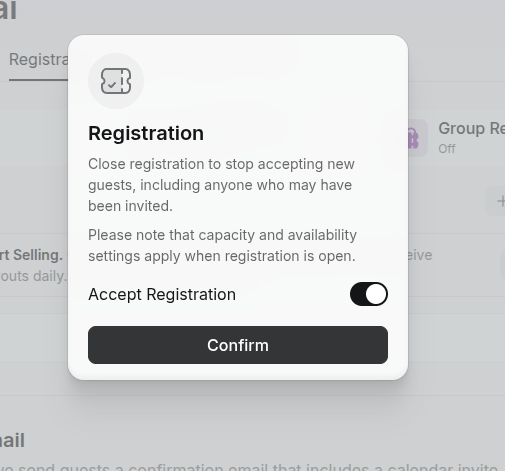 al
Registra
Group Re
Off
Registration
Close registration to stop accepting new
guests, including anyone who may have
been invited.
Please note that capacity and availability
settings apply when registration is open.
rt Selling.
eive
outs daily.
Accept Registration
Confirm
nail
ve send guests a confirmation email that includes a calendar invite